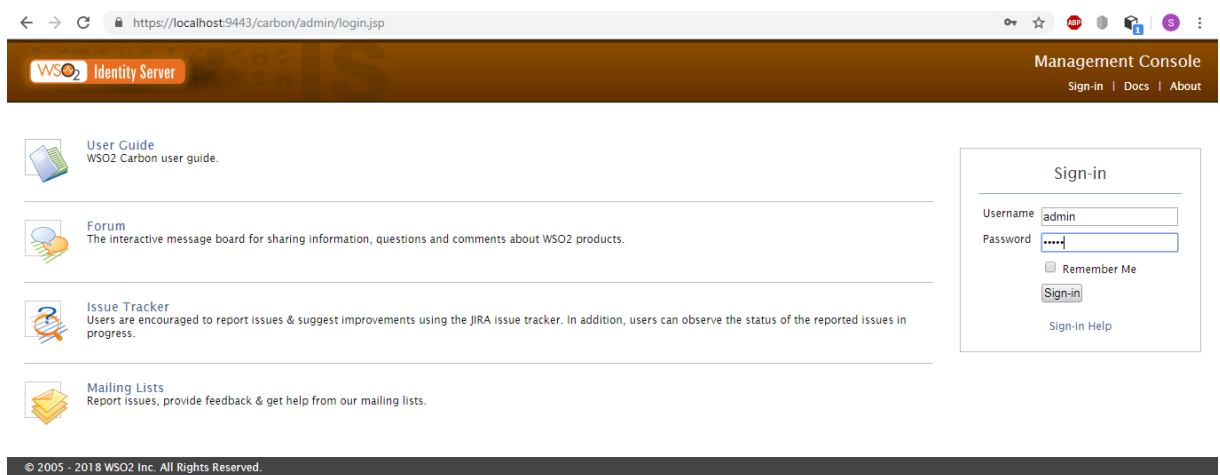 https://localhost:9443/carbon/admin/login.jsp
ABP
1
S
WSO2 Identity Server
IS
Management Console
Sign-in | Docs | About
User Guide
WSO2 Carbon user guide.
Forum
The interactive message board for sharing information, questions and comments about WSO2 products.
Issue Tracker
Users are encouraged to report issues & suggest improvements using the JIRA issue tracker. In addition, users can observe the status of the reported issues in
progress.
Mailing Lists
Report issues, provide feedback & get help from our mailing lists.
Sign-in
Username admin
Password •••••
Remember Me
Sign-in
Sign-in Help
© 2005 - 2018 WSO2 Inc. All Rights Reserved.